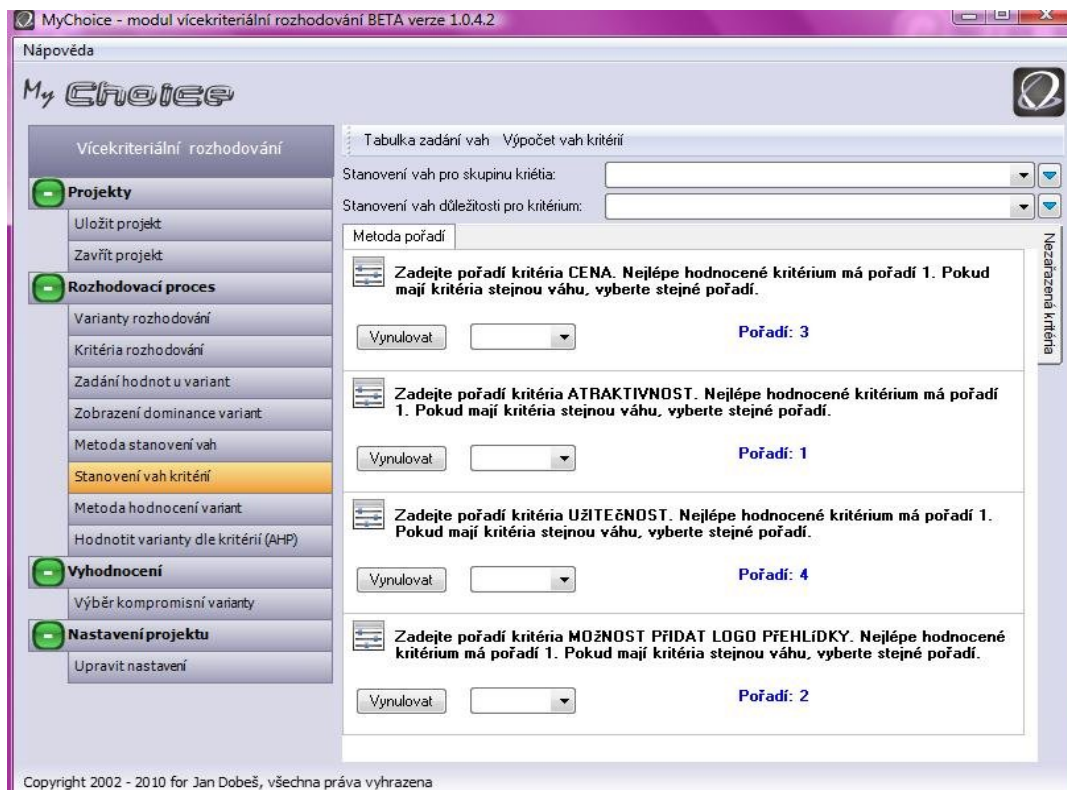 MyChoice - modul vícekriteriální rozhodování BETA verze 1.0.4.2
Nápověda
My Choice
Vícekriteriální rozhodování
Projekty
Uložit projekt
Zavřít projekt
Rozhodovací proces
Varianty rozhodování
Kritéria rozhodování
Zadání hodnot u variant
Zobrazení dominance variant
Metoda stanovení vah
Stanovení vah kritérií
Metoda hodnocení variant
Hodnotit varianty dle kritérií (AHP)
Vyhodnocení
Výběr kompromisní varianty
Nastavení projektu
Upravit nastavení
Tabulka zadání vah Výpočet vah kritérií
Stanovení vah pro skupinu kriétia:
Stanovení vah důležitosti pro kritérium:
Metoda pořadí
Zadejte pořadí kritéria CENA. Nejlépe hodnocené kritérium má pořadí 1. Pokud
mají kritéria stejnou váhu, vyberte stejné pořadí.
Vynulovat
Pořadí: 3
Zadejte pořadí kritéria ATRAKTIVNOST. Nejlépe hodnocené kritérium má pořadí
1. Pokud mají kritéria stejnou váhu, vyberte stejné pořadí.
Vynulovat
Pořadí: 1
Zadejte pořadí kritéria UžITEčNOST. Nejlépe hodnocené kritérium má pořadí 1.
Pokud mají kritéria stejnou váhu, vyberte stejné pořadí.
Vynulovat
Pořadí: 4
Zadejte pořadí kritéria MOžNOST PřIDAT LOGO PřEHLíDKY. Nejlépe hodnocené
kritérium má pořadí 1. Pokud mají kritéria stejnou váhu, vyberte stejné pořadí.
Vynulovat
Pořadí: 2
Nezařazená kritéria
Copyright 2002 - 2010 for Jan Dobeš, všechna práva vyhrazena